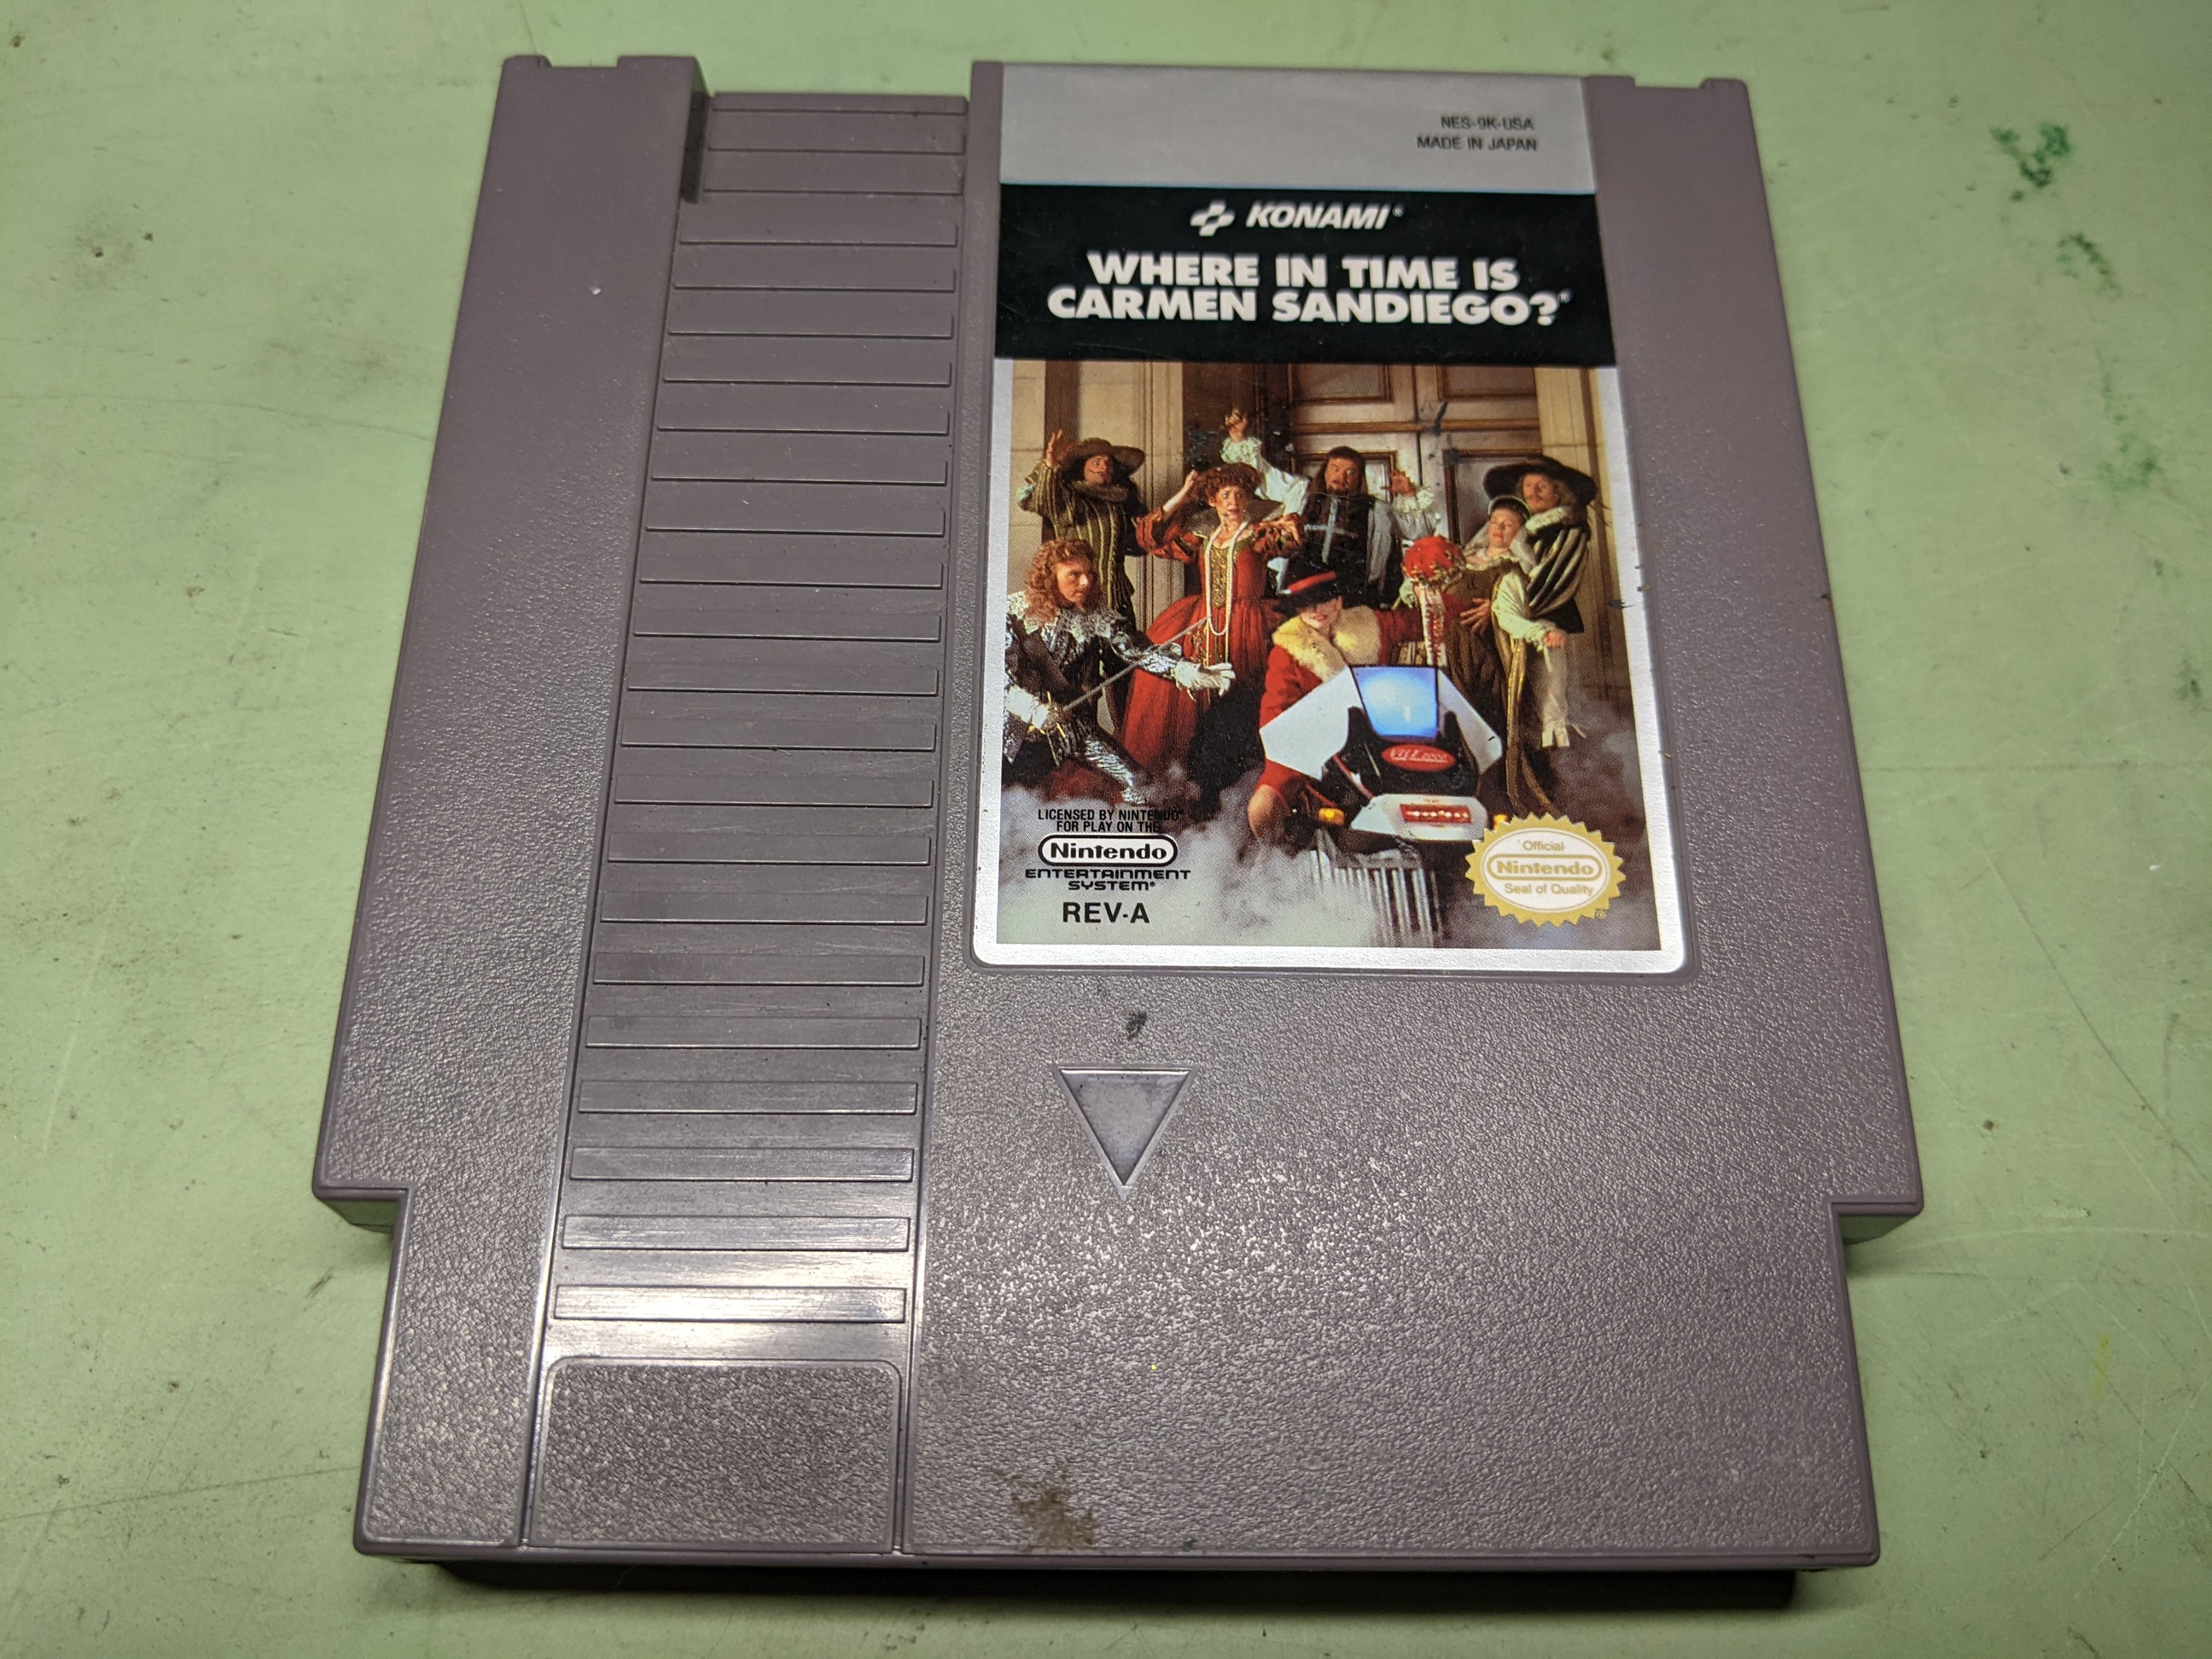 NES-9K-USA
MADE IN JAPAN
KONAMI®
WHERE IN TIME IS
CARMEN SANDIEGO?®
LICENSED BY NINTENDO®
FOR PLAY ON THE
Nintendo
ENTERTAINMENT
SYSTEM®
REV-A
Official
Nintendo
Seal of Quality